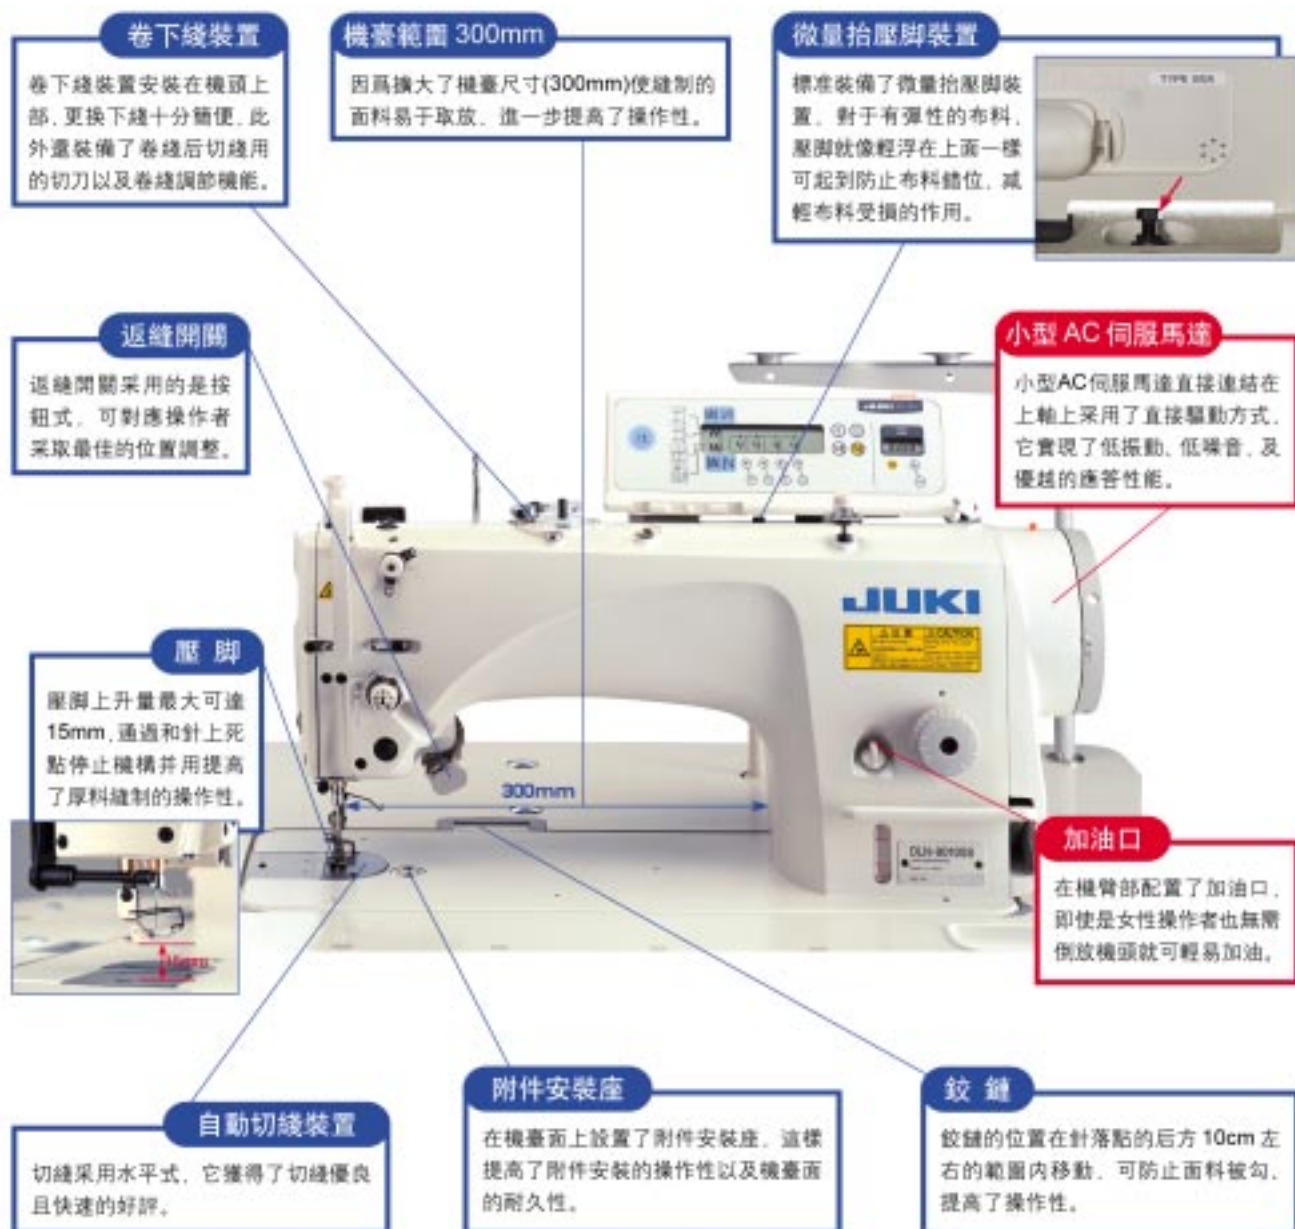 卷下綫裝置
卷下綫裝置安裝在機頭上
部,更換下綫十分簡便,此
外還裝備了卷綫后切綫用
的切刀以及卷綫調節機能。
機臺範圍 300mm
因爲擴大了機臺尺寸(300mm)使縫制的
面料易于取放、進一步提高了操作性。
微量抬壓脚裝置
標准裝備了微量抬壓脚裝
置、對于有彈性的布料,
壓脚就像輕浮在上面一樣
可起到防止布料錯位、减
輕布料受損的作用。
返縫開關
返縫開關采用的是按
鈕式、可對應操作者
采取最佳的位置調整。
小型 AC 伺服馬達
小型AC伺服馬達直接連結在
上軸上采用了直接驅動方式,
它實現了低振動、低噪音、及
優越的應答性能。
JUKI
JUKI
CAUTION
壓 脚
壓脚上升量最大可達
15mm,通過和針上死
點停止機構并用提高
了厚料縫制的操作性。
15mm
300mm
加油口
在機臂部配置了加油口,
即使是女性操作者也無需
倒放機頭就可輕易加油。
自動切綫裝置
切綫采用水平式、它獲得了切綫優良
且快速的好評。
附件安裝座
在機臺面上設置了附件安裝座、這樣
提高了附件安裝的操作性以及機臺面
的耐久性。
鉸 鏈
鉸鏈的位置在針落點的后方 10cm 左
右的範圍内移動、可防止面料被勾,
提高了操作性。